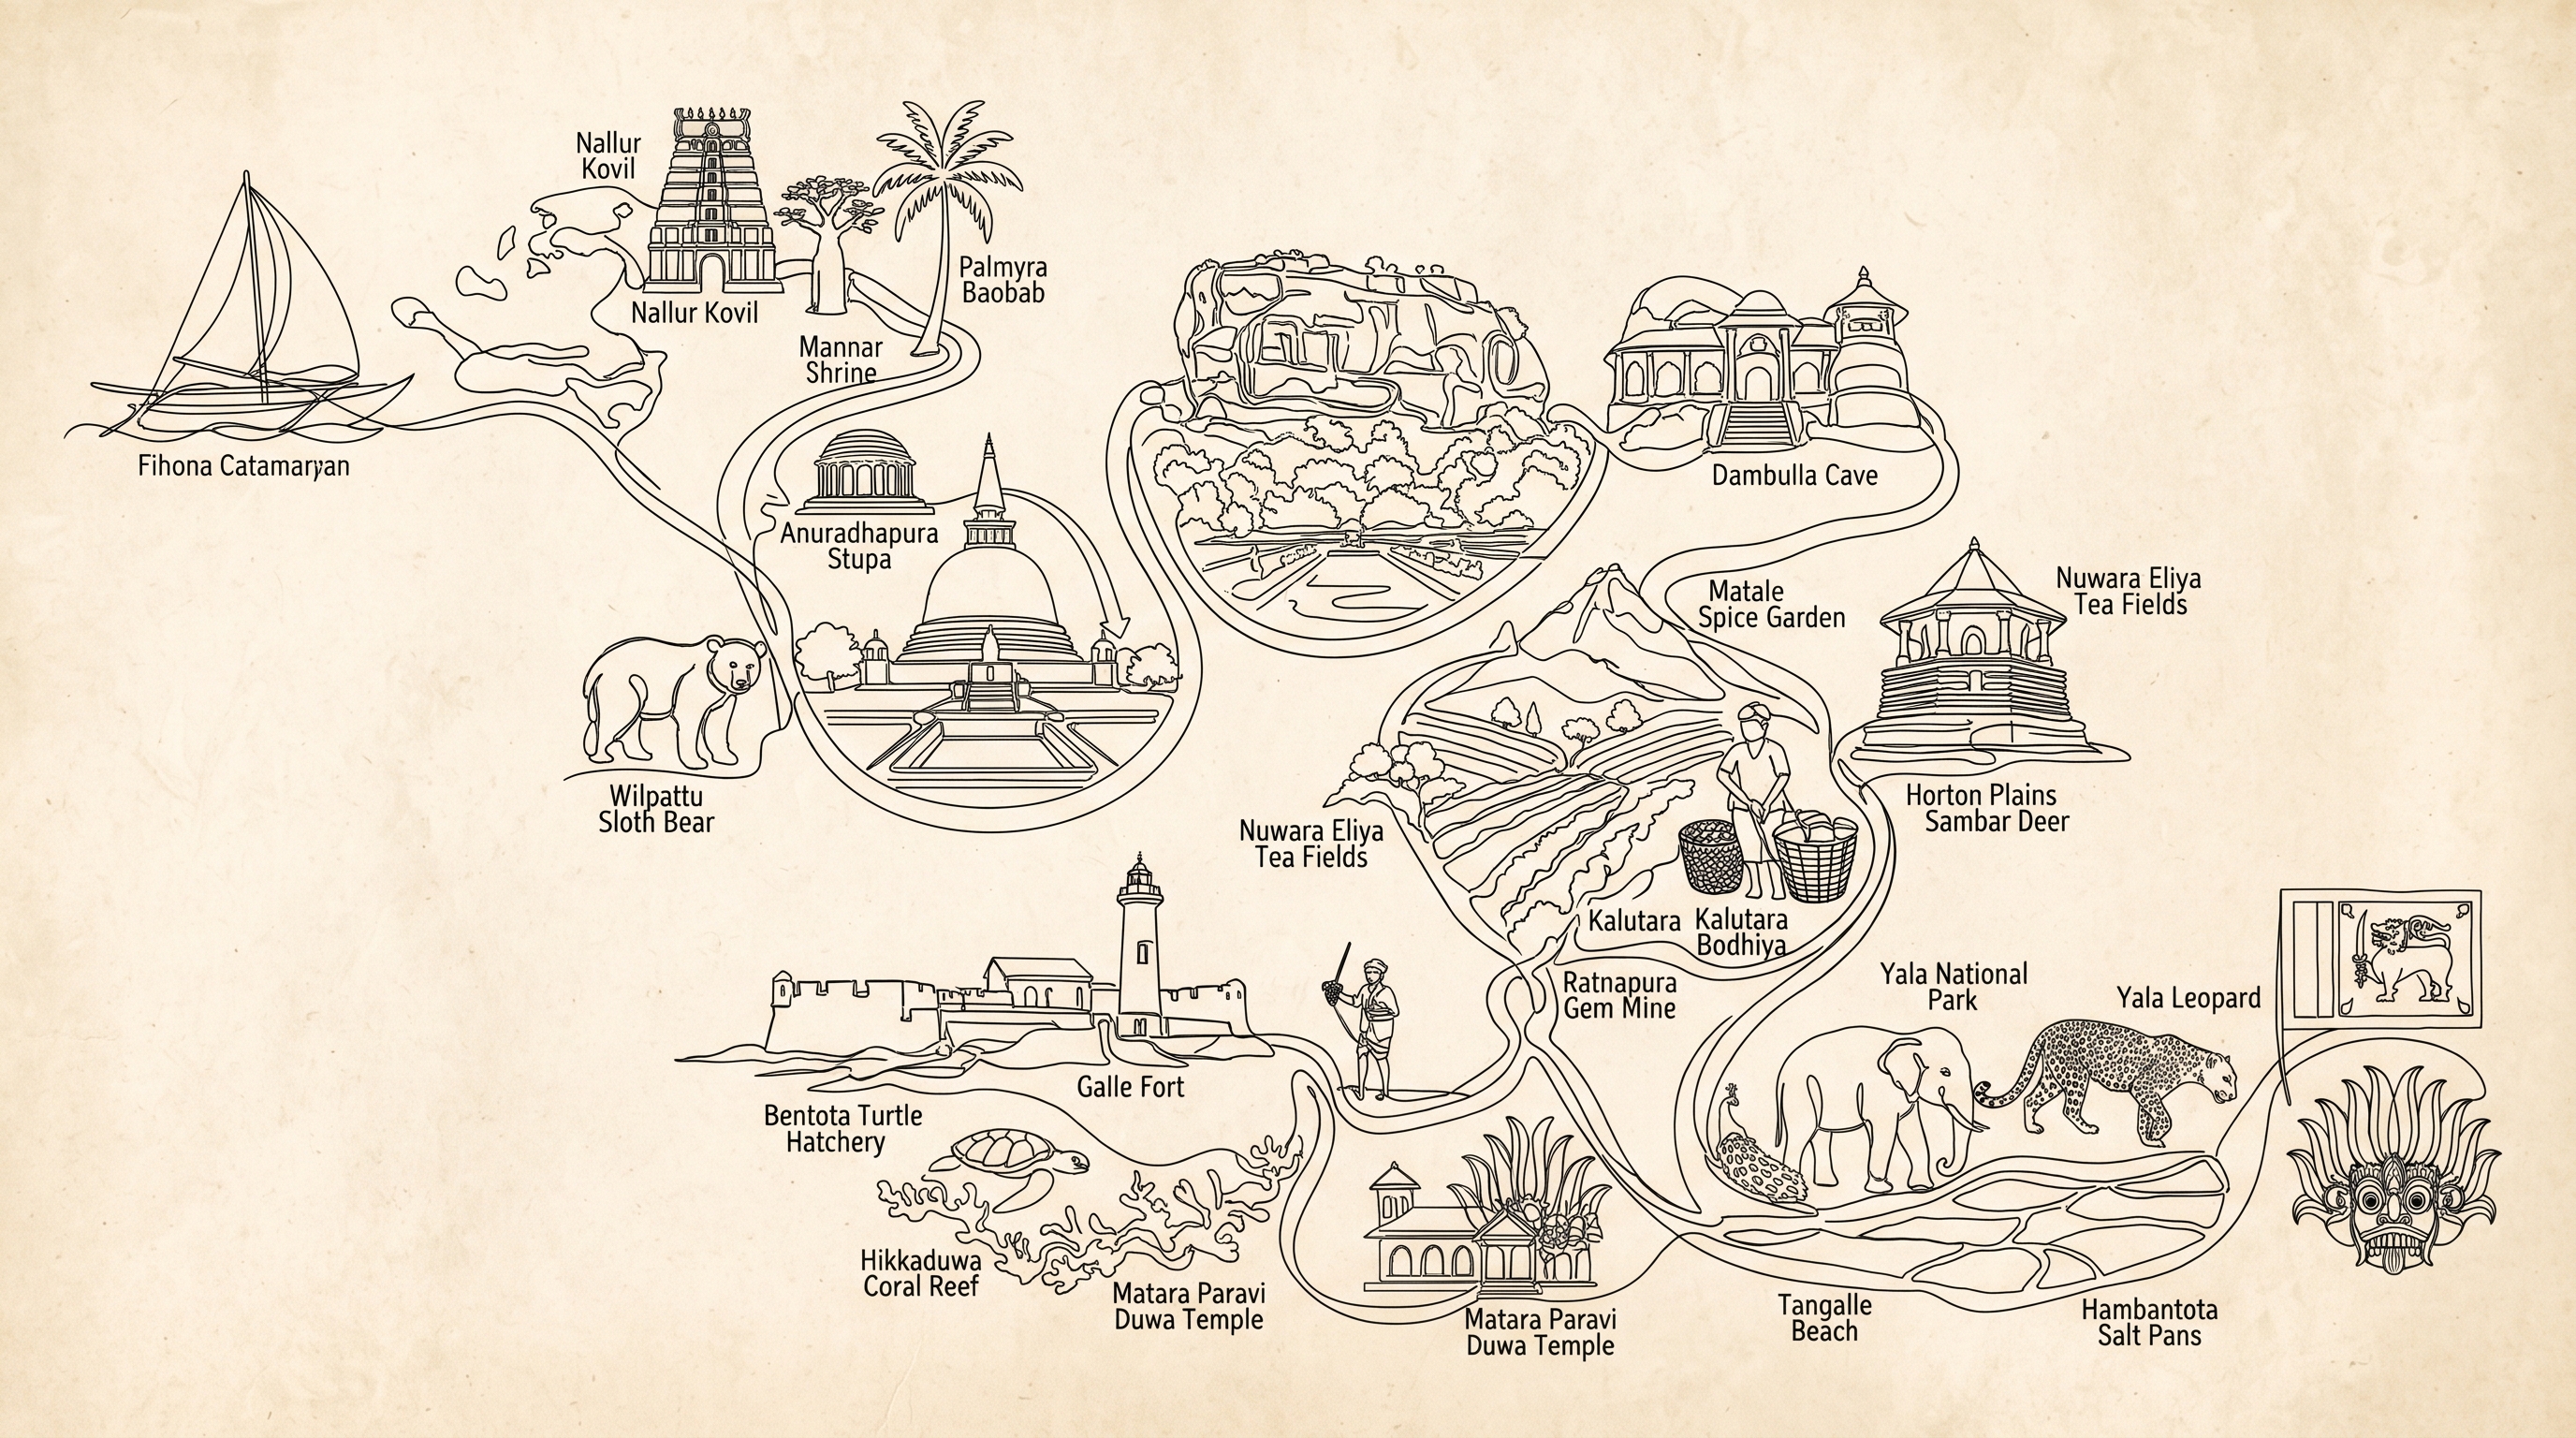 Nallur
Kovil
Nallur Kovil
Palmyra
Baobab
Mannar
Shrine
Fihona Catamaryan
Anuradhapura
Stupa
Dambulla Cave
Matale
Spice Garden
Nuwara Eliya
Tea Fields
Wilpattu
Sloth Bear
Horton Plains
Sambar Deer
Nuwara Eliya
Tea Fields
Kalutara
Kalutara
Bodhiya
Ratnapura
Gem Mine
Yala National
Park
Yala Leopard
Galle Fort
Bentota Turtle
Hatchery
Hikkaduwa
Coral Reef
Matara Paravi
Duwa Temple
Matara Paravi
Duwa Temple
Tangalle
Beach
Hambantota
Salt Pans